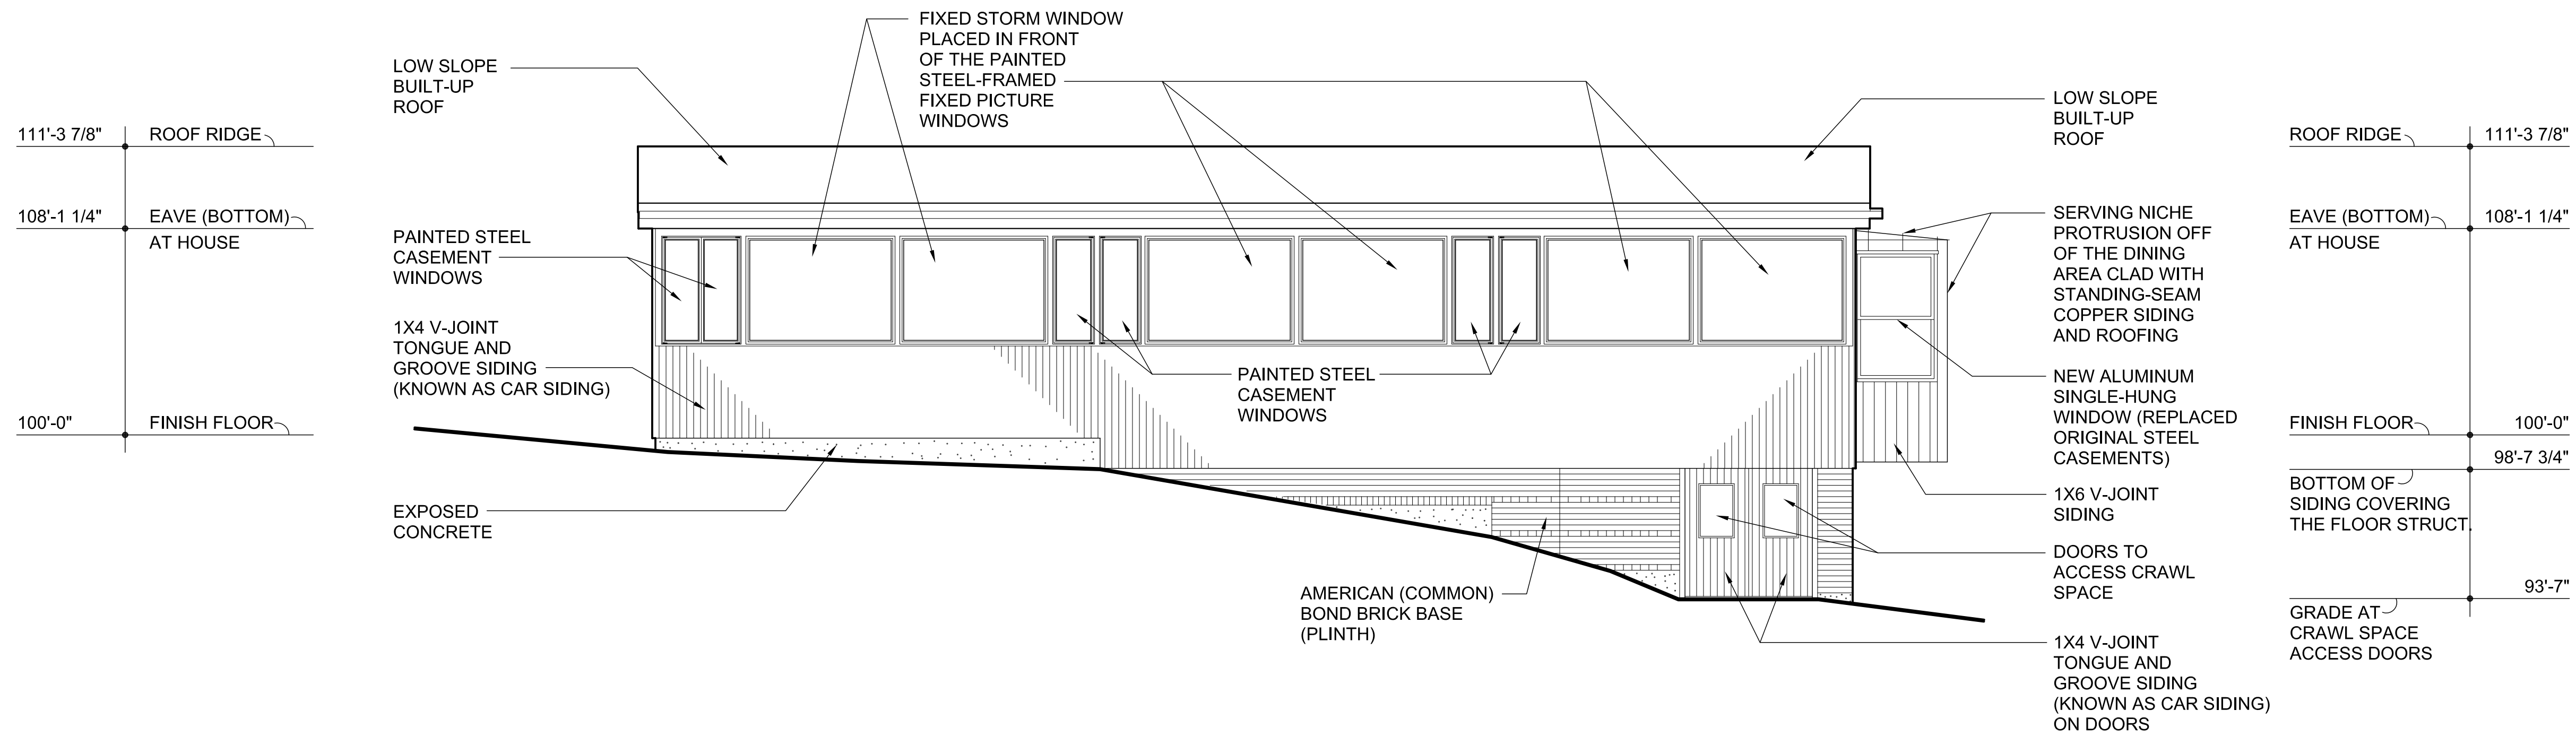 111'-3 7/8"
ROOF RIDGE
108'-1 1/4"
EAVE (BOTTOM)
AT HOUSE
100'-0"
FINISH FLOOR
LOW SLOPE
BUILT-UP
ROOF
PAINTED STEEL
CASEMENT
WINDOWS
1X4 V-JOINT
TONGUE AND
GROOVE SIDING
(KNOWN AS CAR SIDING)
EXPOSED
CONCRETE
FIXED STORM WINDOW
PLACED IN FRONT
OF THE PAINTED
STEEL-FRAMED
FIXED PICTURE
WINDOWS
PAINTED STEEL
CASEMENT
WINDOWS
AMERICAN (COMMON)
BOND BRICK BASE
(PLINTH)
LOW SLOPE
BUILT-UP
ROOF
SERVING NICHE
PROTRUSION OFF
OF THE DINING
AREA CLAD WITH
STANDING-SEAM
COPPER SIDING
AND ROOFING
NEW ALUMINUM
SINGLE-HUNG
WINDOW (REPLACED
ORIGINAL STEEL
CASEMENTS)
1X6 V-JOINT
SIDING
DOORS TO
ACCESS CRAWL
SPACE
1X4 V-JOINT
TONGUE AND
GROOVE SIDING
(KNOWN AS CAR SIDING)
ON DOORS
ROOF RIDGE
111'-3 7/8"
EAVE (BOTTOM)
108'-1 1/4"
AT HOUSE
FINISH FLOOR
100'-0"
98'-7 3/4"
BOTTOM OF
SIDING COVERING
THE FLOOR STRUCT.
93'-7"
GRADE AT
CRAWL SPACE
ACCESS DOORS